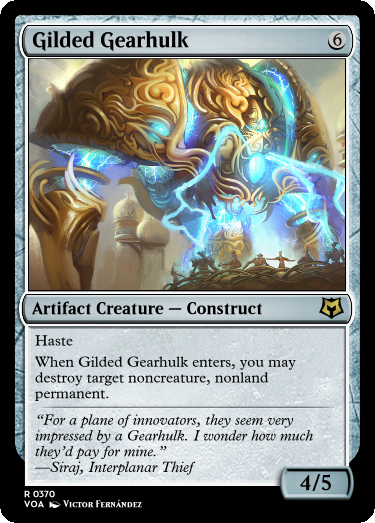 Gilded Gearhulk 6
Artifact Creature — Construct
Haste
When Gilded Gearhulk enters, you may
destroy target noncreature, nonland
permanent.
“For a plane of innovators, they seem very
impressed by a Gearhulk. I wonder how much
they’d pay for mine.”
—Siraj, Interplanar Thief
4/5
R 0370
VOA Victor Fernández